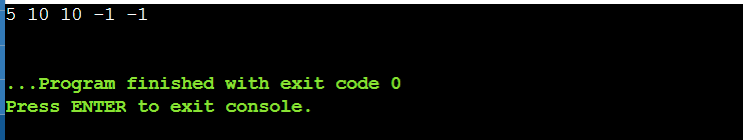 5 10 10 -1 -1
...Program finished with exit code 0
Press ENTER to exit console.